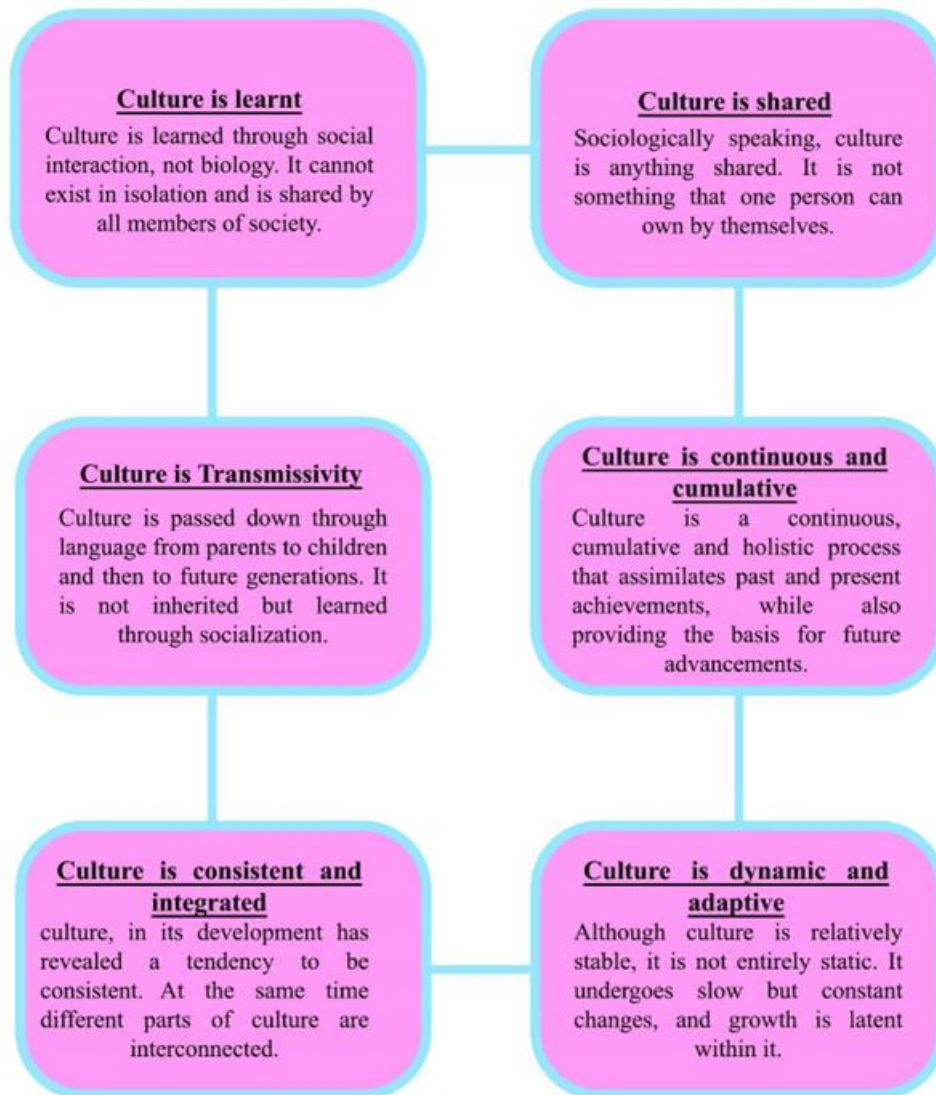 Culture is learnt
Culture is learned through social
interaction, not biology. It cannot
exist in isolation and is shared by
all members of society.
Culture is shared
Sociologically speaking, culture
is anything shared. It is not
something that one person can
own by themselves.
Culture is Transmissivity
Culture is passed down through
language from parents to children
and then to future generations. It
is not inherited but learned
through socialization.
Culture is continuous and
cumulative
Culture is a continuous,
cumulative and holistic process
that assimilates past and present
achievements, while also
providing the basis for future
advancements.
Culture is consistent and
integrated
culture, in its development has
revealed a tendency to be
consistent. At the same time
different parts of culture are
interconnected.
Culture is dynamic and
adaptive
Although culture is relatively
stable, it is not entirely static. It
undergoes slow but constant
changes, and growth is latent
within it.